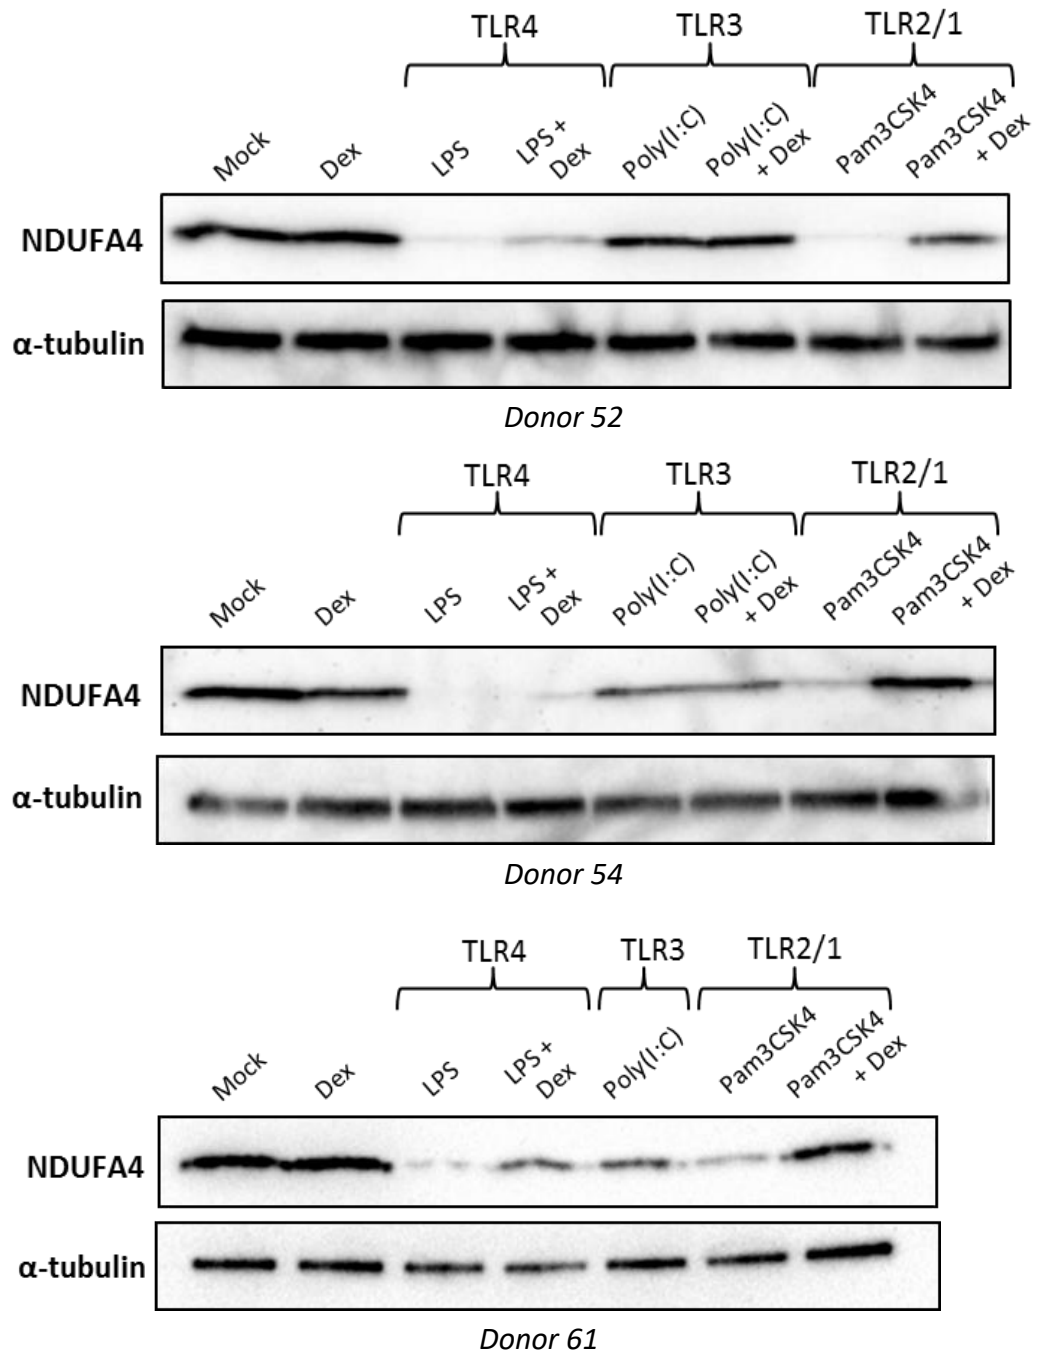 TLR4
TLR3
TLR2/1
Mock
Dex
LPS
LPS +
Dex
Poly(I:C)
Poly(I:C)
+ Dex
Pam3CSK4
Pam3CSK4
+ Dex
NDUFA4
α-tubulin
Donor 52
TLR4
TLR3
TLR2/1
Mock
Dex
LPS
LPS +
Dex
Poly(I:C)
Poly(I:C)
+ Dex
Pam3CSK4
Pam3CSK4
+ Dex
NDUFA4
α-tubulin
Donor 54
TLR4
TLR3
TLR2/1
Mock
Dex
LPS
LPS +
Dex
Poly(I:C)
Pam3CSK4
Pam3CSK4
+ Dex
NDUFA4
α-tubulin
Donor 61